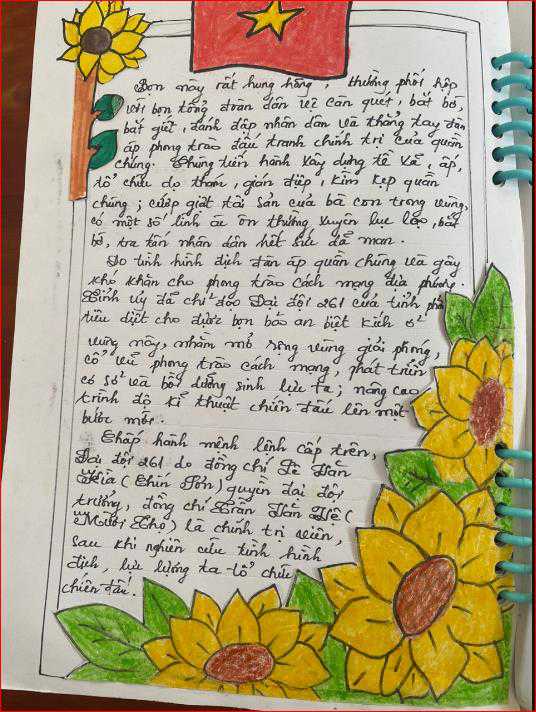 Bọn này rất hung hăng, thường phối hợp
với bọn tổng đoàn dân vệ càn quét, bắt bớ,
bắt giết, đánh đập nhân dân và thẳng tay đàn
áp phong trào đấu tranh chính trị của quần
chúng. Chúng tiến hành xây dựng tề xã, ấp,
tổ chức do thám, gián điệp, kìm kẹp quần
chúng; cướp giật tài sản của bà con trong vùng,
có một số lính ác ôn thường xuyên lục lạo, bắt
bớ, tra tấn nhân dân hết sức dã man.
Do tình hình địch đàn áp quần chúng và gây
khó khăn cho phong trào cách mạng địa phương.
Tỉnh ủy đã chỉ đạo Đại đội 261 của tỉnh phải
tiêu diệt cho được bọn bảo an biệt kích ở
vùng này, nhằm mở rộng vùng giải phóng,
cổ vũ phong trào cách mạng, phát triển
cơ sở và bồi dưỡng sinh lực ta; nâng cao
trình độ kĩ thuật chiến đấu lên một
bước mới.
Chấp hành mệnh lệnh cấp trên,
Đại đội 261 do đồng chí Lê Văn
(Chín Tôn) quyền đại đội
trưởng, đồng chí Trần Văn Hệ (
Mười Thọ) là chính trị viên,
sau khi nghiên cứu tình hình
địch, lực lượng ta tổ chức
chiến đấu.